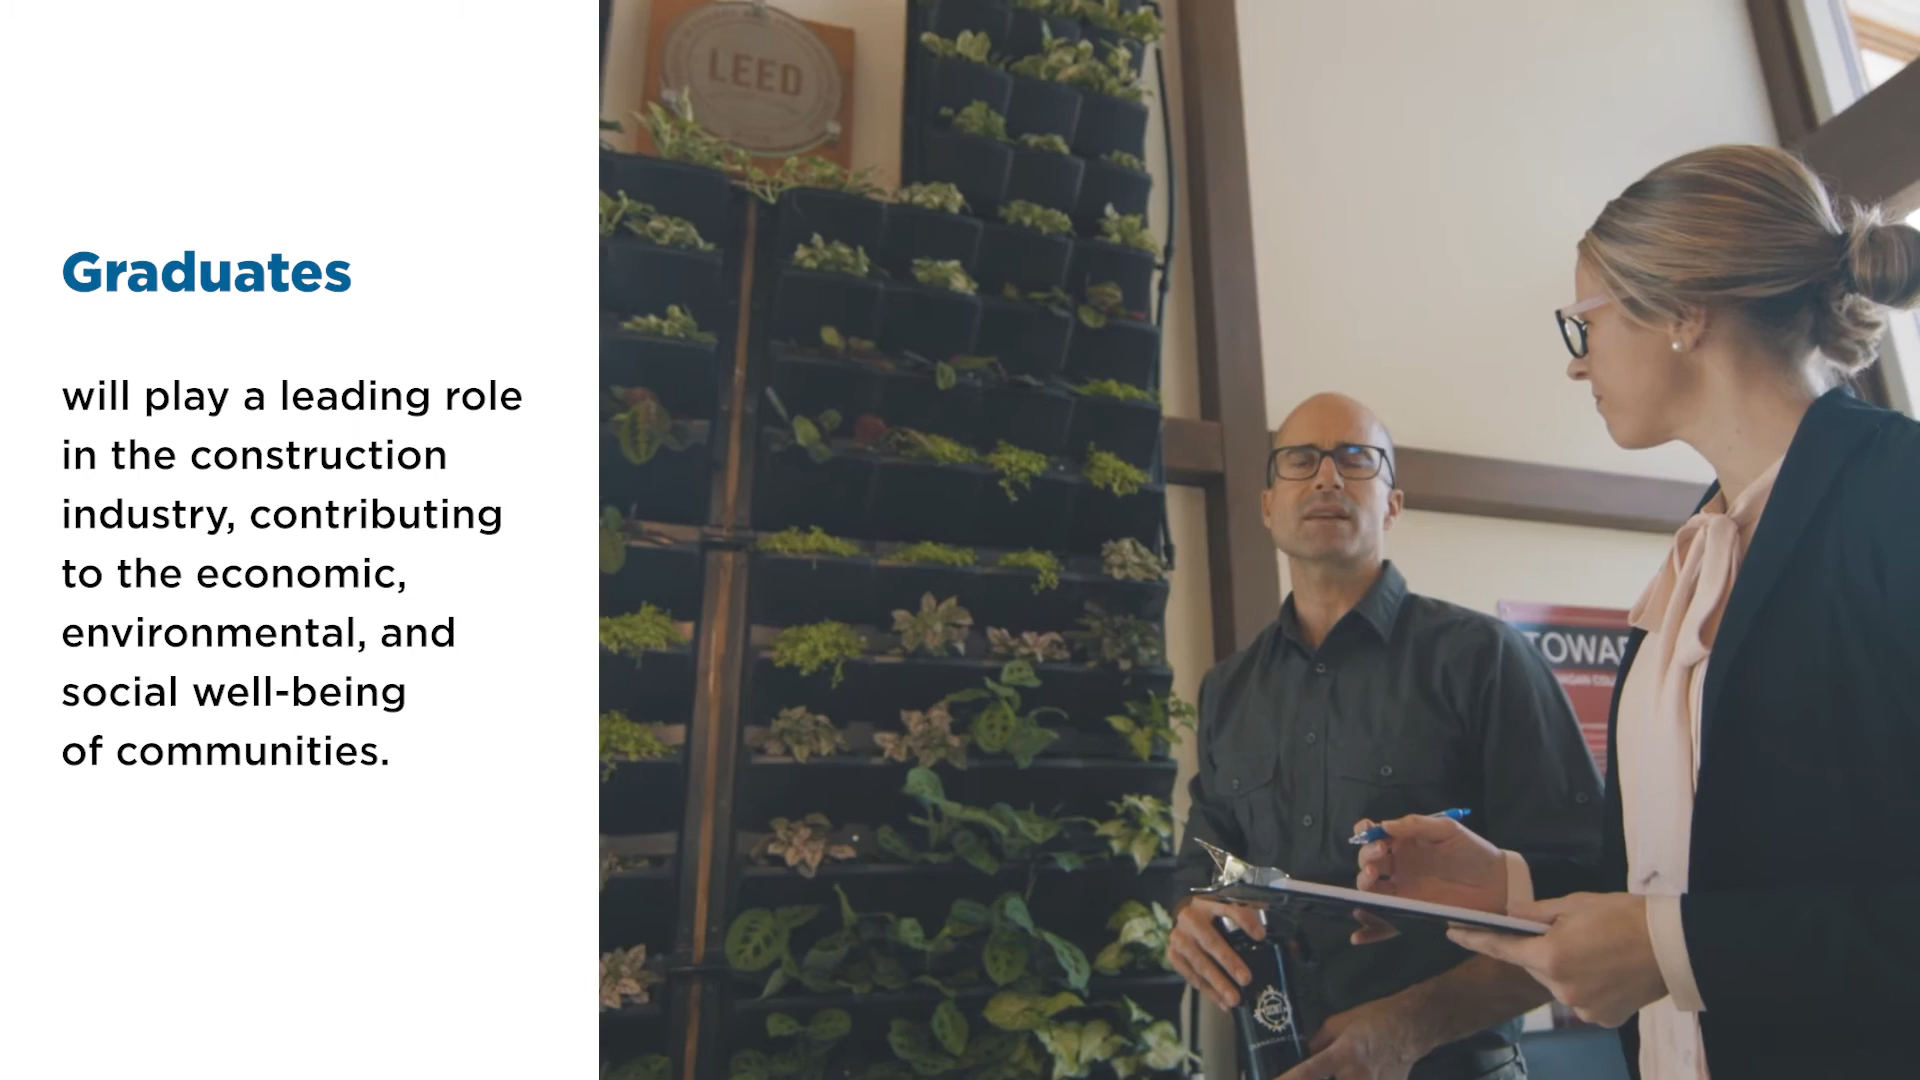 Graduates
will play a leading role
in the construction
industry, contributing
to the economic,
environmental, and
social well-being
of communities.
LEED
TOWA